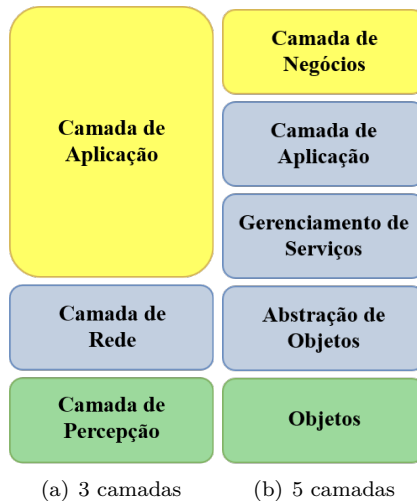 Camada de
Aplicação
Camada de
Rede
Camada de
Percepção
(a) 3 camadas
Camada de
Negócios
Camada de
Aplicação
Gerenciamento de
Serviços
Abstração de
Objetos
Objetos
(b) 5 camadas